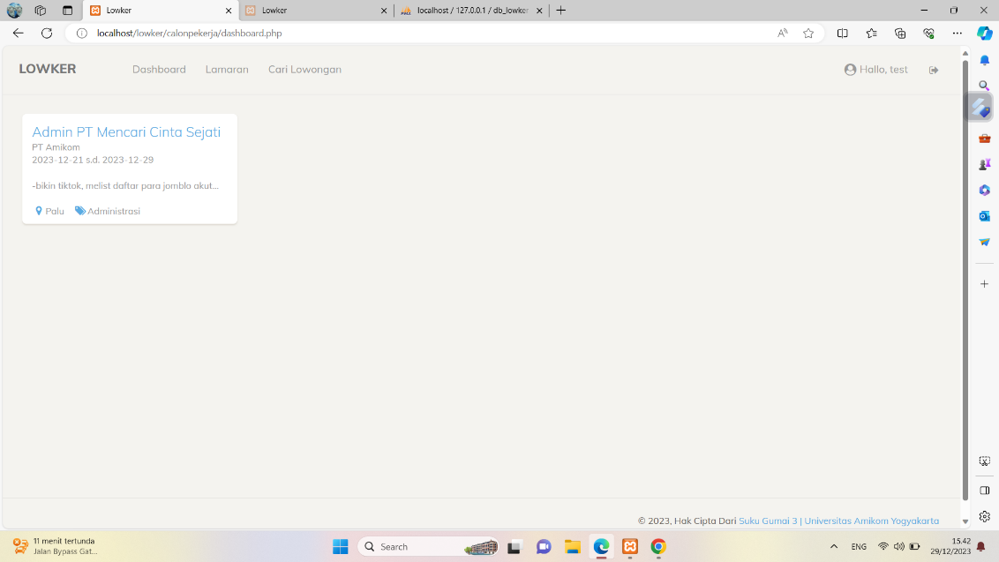 Lowker
Lowker
localhost / 127.0.0.1 / db_lowker
localhost/lowker/calonpekerja/dashboard.php
LOWKER
Dashboard
Lamaran
Cari Lowongan
Hallo, test
Admin PT Mencari Cinta Sejati
PT Amikom
2023-12-21 s.d. 2023-12-29
-bikin tiktok, melist daftar para jomblo akut...
Palu
Administrasi
© 2023, Hak Cipta Dari Suku Gumai 3 | Universitas Amikom Yogyakarta
11 menit tertunda
Jalan Bypass Gat...
Search
ENG
15.42
29/12/2023